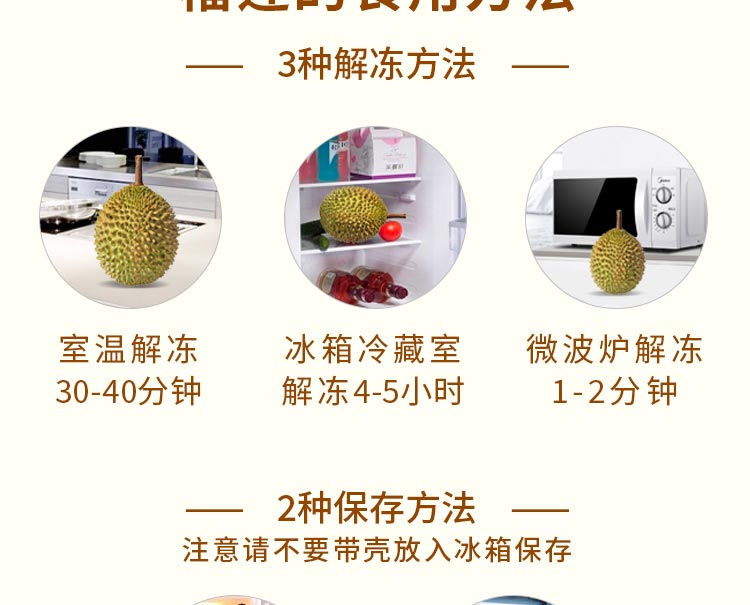 3种解冻方法
室温解冻
30-40分钟
冰箱冷藏室
解冻4-5小时
微波炉解冻
1-2分钟
2种保存方法
注意请不要带壳放入冰箱保存